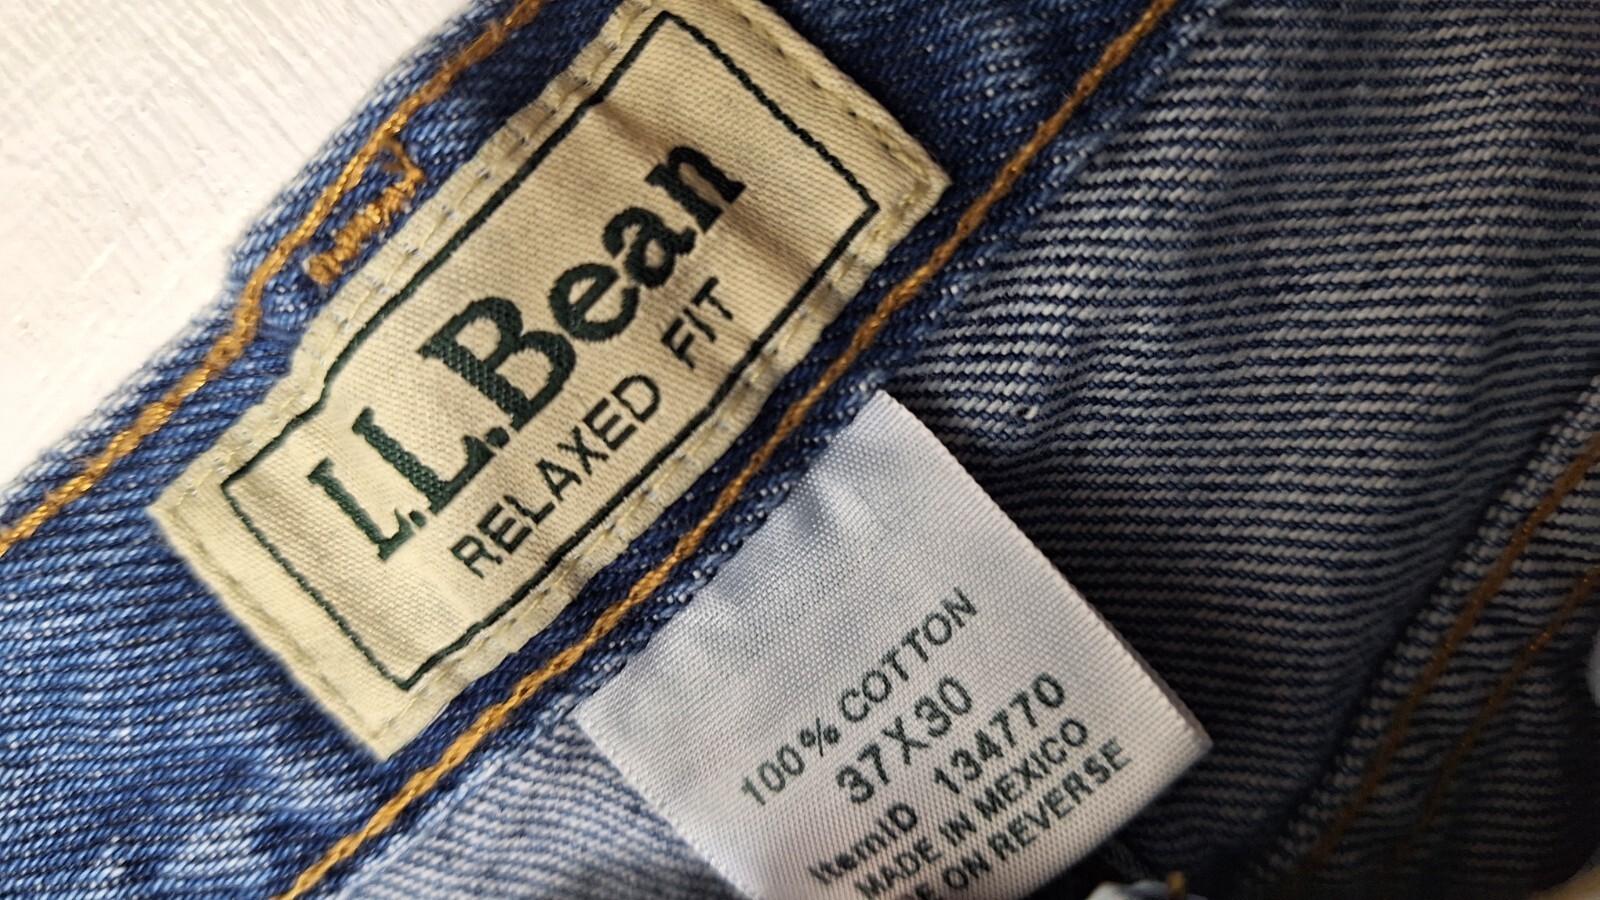 L.L.Bean
RELAXED FIT
100% COTTON
37X30
ItemID 134770
MADE IN MEXICO
ON REVERSE